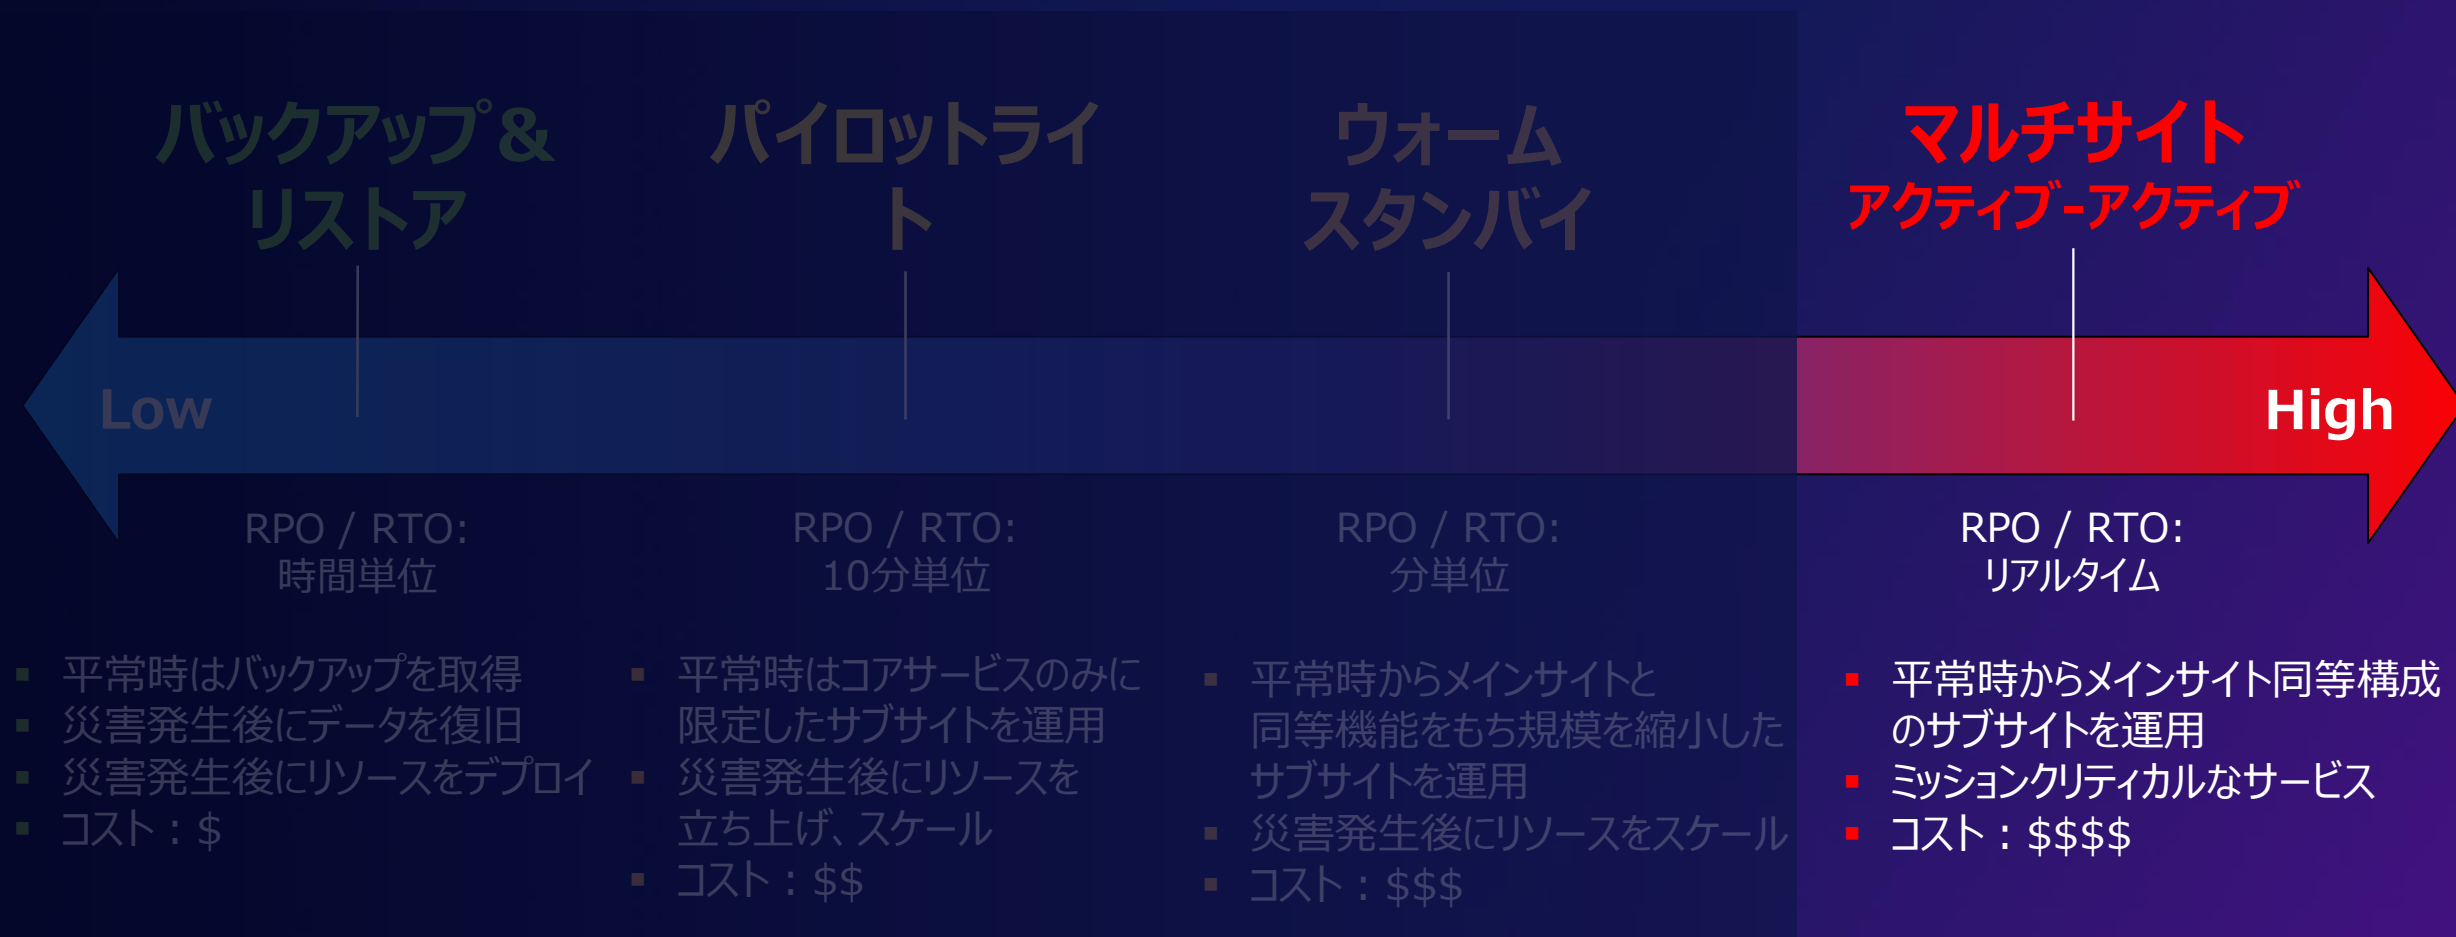 バックアップ&
リストア
パイロットライ
ト
ウォーム
スタンバイ
マルチサイト
アクティブ-アクティブ
Low
High
RPO / RTO:
時間単位
RPO / RTO:
10分単位
RPO / RTO:
分単位
RPO / RTO:
リアルタイム
▪ 平常時はバックアップを取得
▪ 災害発生後にデータを復旧
▪ 災害発生後にリソースをデプロイ
▪ コスト：$
▪ 平常時はコアサービスのみに
限定したサブサイトを運用
▪ 災害発生後にリソースを
立ち上げ、スケール
▪ コスト：$$
▪ 平常時からメインサイトと
同等機能をもち規模を縮小した
サブサイトを運用
▪ 災害発生後にリソースをスケール
▪ コスト：$$$
▪ 平常時からメインサイト同等構成
のサブサイトを運用
▪ ミッションクリティカルなサービス
▪ コスト：$$$$